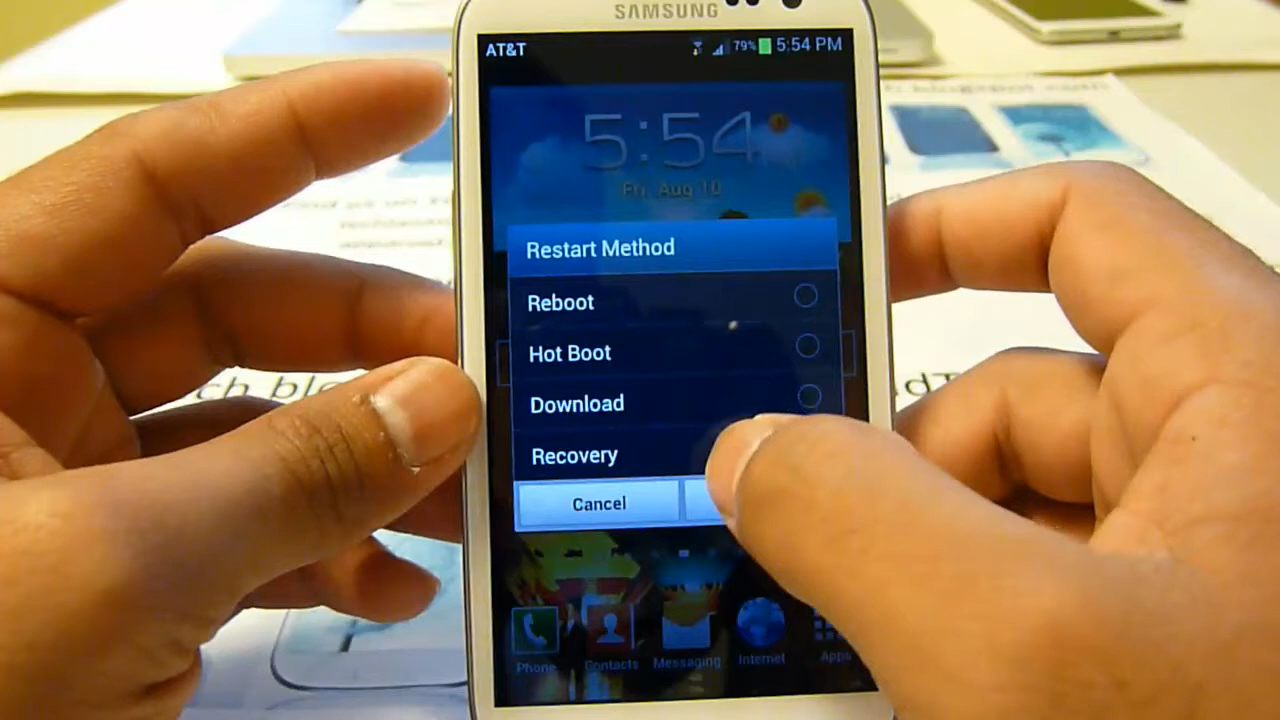 SAMSUNG
AT&T 79% 5:54 PM
5:54
Fri, Aug 10
Restart Method
Reboot
Hot Boot
Download
Recovery
Cancel
Phone Contacts Messaging Internet Apps